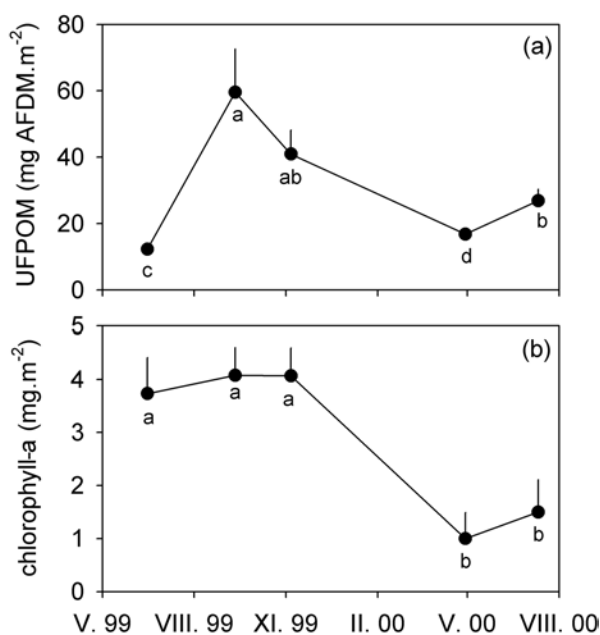 (a)
UFPOM (mg AFDM.m-2)
80
60
40
20
0
a
ab
c
d
b
(b)
chlorophyll-a (mg.m-2)
5
4
3
2
1
0
a
a
a
b
b
V. 99 VIII. 99 XI. 99 II. 00 V. 00 VIII. 00